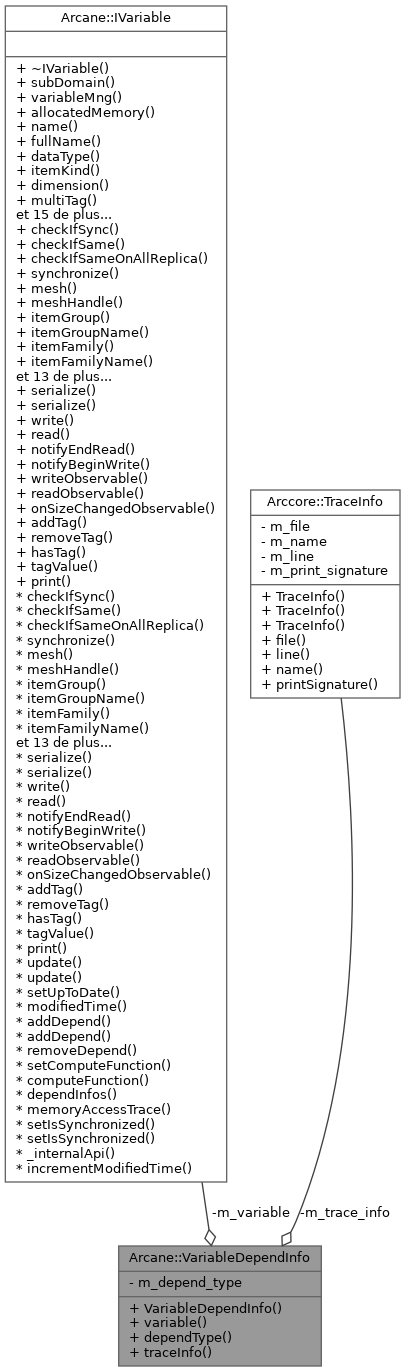 Arcane::IVariable
+ ~IVariable()
+ subDomain()
+ variableMng()
+ allocatedMemory()
+ name()
+ fullName()
+ dataType()
+ itemKind()
+ dimension()
+ multiTag()
et 15 de plus...
+ checkIfSync()
+ checkIfSame()
+ checkIfSameOnAllReplica()
+ synchronize()
+ mesh()
+ meshHandle()
+ itemGroup()
+ itemGroupName()
+ itemFamily()
+ itemFamilyName()
et 13 de plus...
+ serialize()
+ serialize()
+ write()
+ read()
+ notifyEndRead()
+ notifyBeginWrite()
+ writeObservable()
+ readObservable()
+ onSizeChangedObservable()
+ addTag()
+ removeTag()
+ hasTag()
+ tagValue()
+ print()
* checkIfSync()
* checkIfSame()
* checkIfSameOnAllReplica()
* synchronize()
* mesh()
* meshHandle()
* itemGroup()
* itemGroupName()
* itemFamily()
* itemFamilyName()
et 13 de plus...
* serialize()
* serialize()
* write()
* read()
* notifyEndRead()
* notifyBeginWrite()
* writeObservable()
* readObservable()
* onSizeChangedObservable()
* addTag()
* removeTag()
* hasTag()
* tagValue()
* print()
* update()
* update()
* setUpToDate()
* modifiedTime()
* addDepend()
* addDepend()
* removeDepend()
* setComputeFunction()
* computeFunction()
* dependInfos()
* memoryAccessTrace()
* setIsSynchronized()
* setIsSynchronized()
* _internalApi()
* incrementModifiedTime()
Arccore::TraceInfo
- m_file
- m_name
- m_line
- m_print_signature
+ TraceInfo()
+ TraceInfo()
+ TraceInfo()
+ file()
+ line()
+ name()
+ printSignature()
-m_variable
-m_trace_info
Arcane::VariableDependInfo
- m_depend_type
+ VariableDependInfo()
+ variable()
+ dependType()
+ traceInfo()